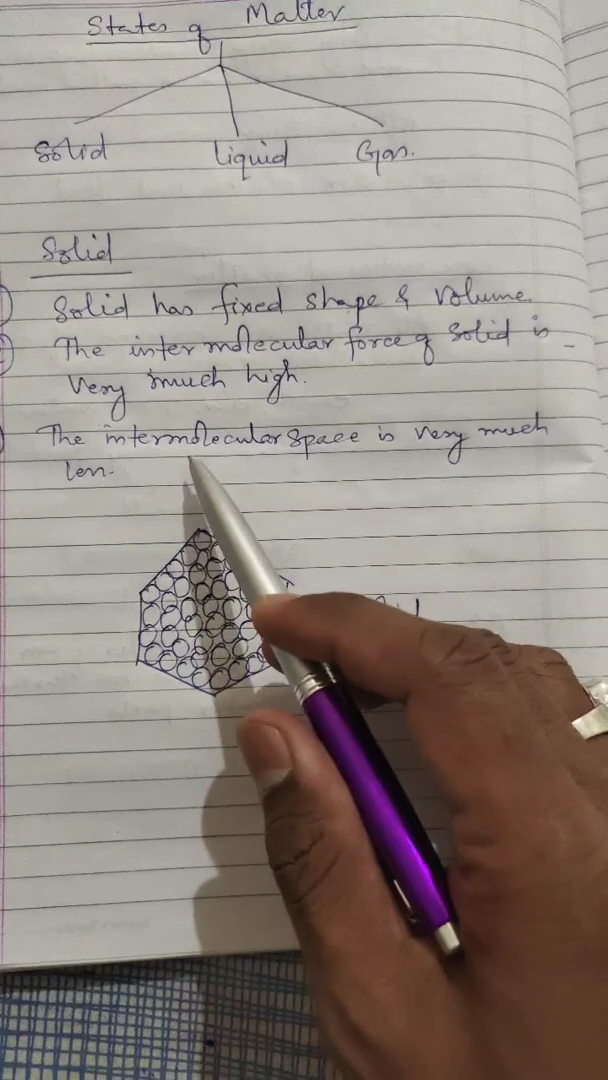 States of Matter
Solid Liquid Gas.
Solid
Solid has fixed shape & volume.
The inter molecular force of Solid is
Very much high.
The intermolecular space is very much
less.